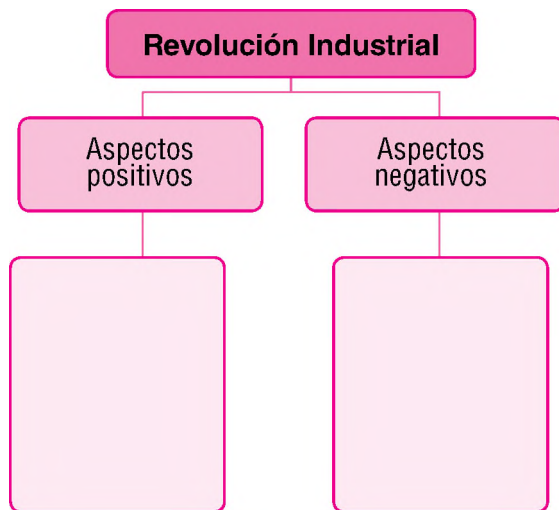 Revolución Industrial
Aspectos
positivos
Aspectos
negativos